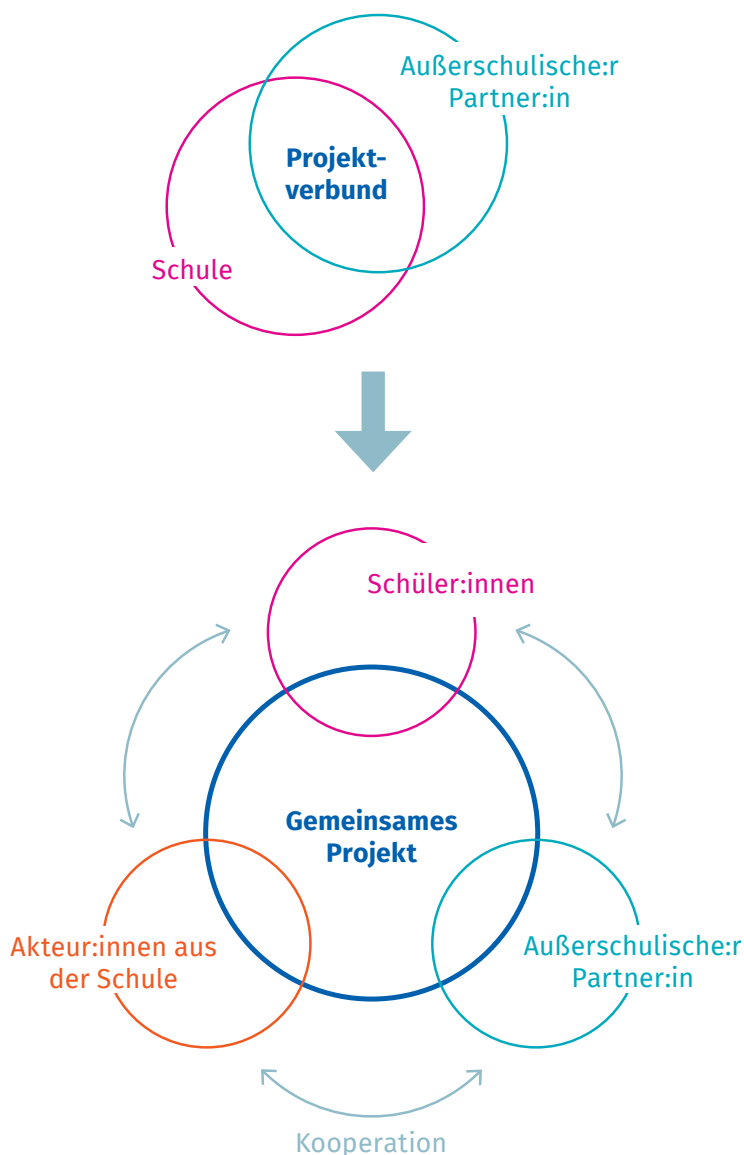 Außerschulische:r
Partner:in
Projekt-
verbund
Schule
Schüler:innen
Gemeinsames
Projekt
Akteur:innen aus
der Schule
Außerschulische:r
Partner:in
Kooperation